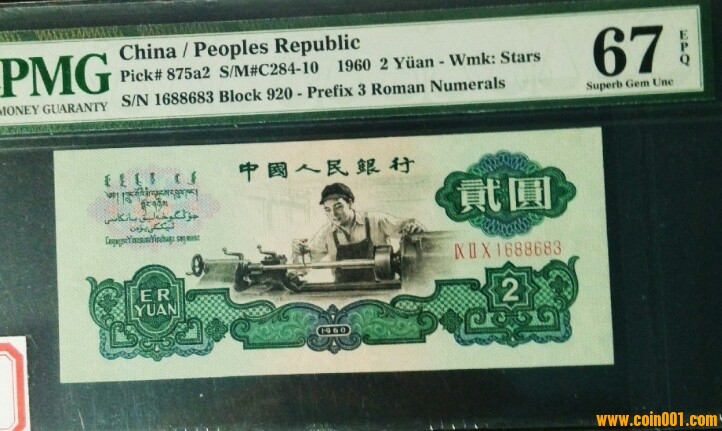 PMG
MONEY GUARANTY
China / Peoples Republic
Pick# 875a2 S/M#C284-10 1960 2 Yüan - Wmk: Stars
S/N 1688683 Block 920 - Prefix 3 Roman Numerals
67
EPQ
Superb Gem Unc
中國人民銀行
貳圓
IX II X 1688683
ER
YUAN
1960
2
www.coin001.com